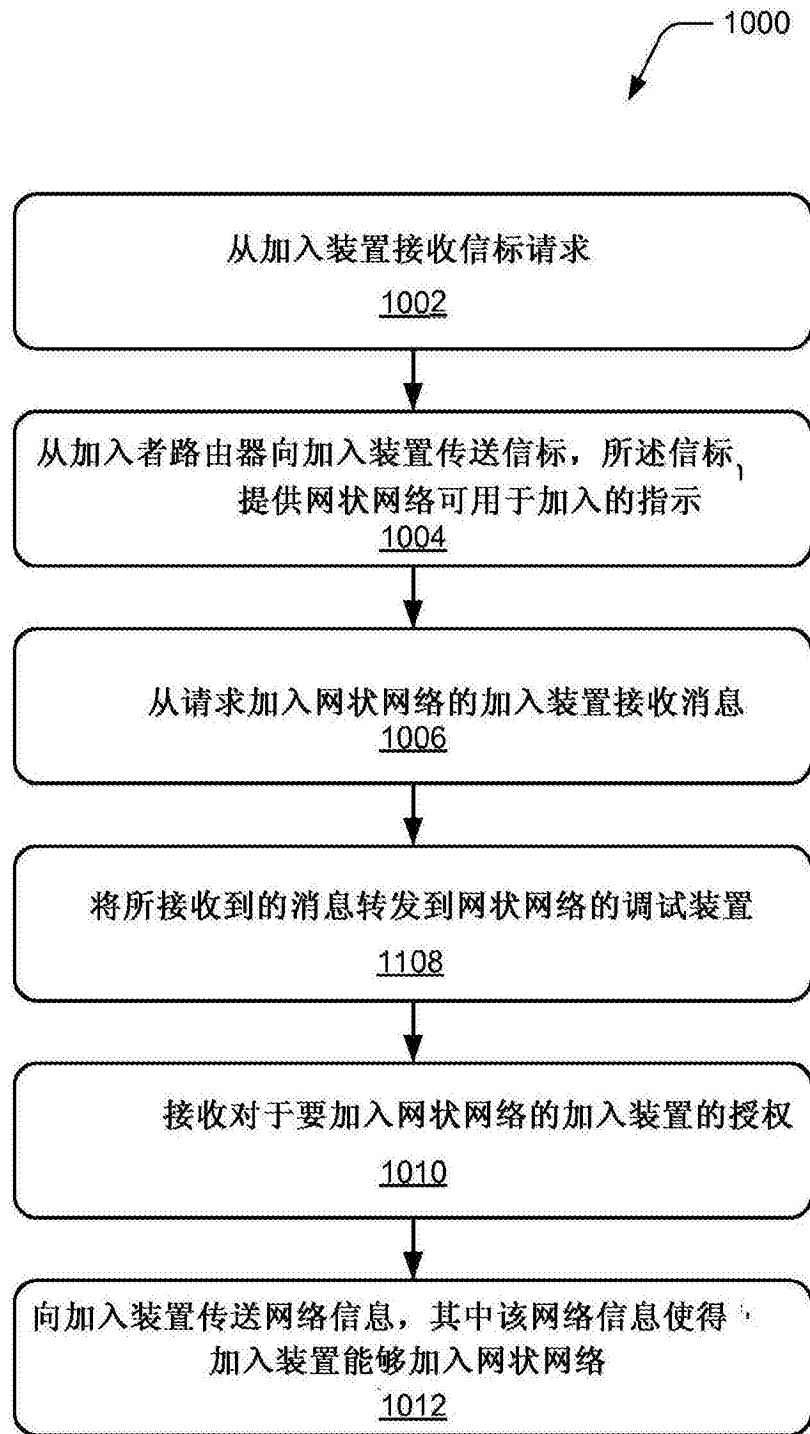 1000
从加入装置接收信标请求
1002
从加入者路由器向加入装置传送信标，所述信标
提供网状网络可用于加入的指示
1004
从请求加入网状网络的加入装置接收消息
1006
将所接收到的消息转发到网状网络的调试装置
1108
接收对于要加入网状网络的加入装置的授权
1010
向加入装置传送网络信息，其中该网络信息使得
加入装置能够加入网状网络
1012